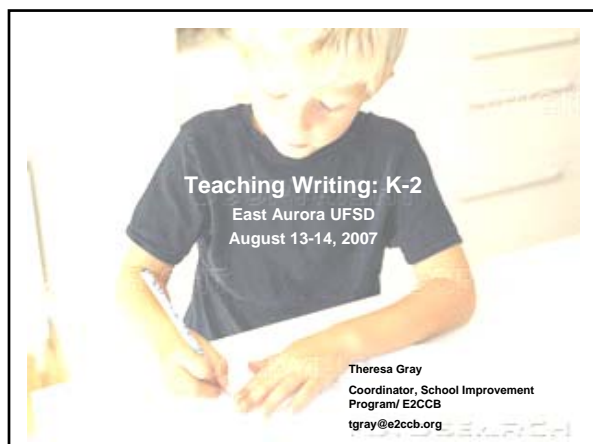 Teaching Writing: K-2
East Aurora UFSD
August 13-14, 2007
Theresa Gray
Coordinator, School Improvement
Program/ E2CCB
tgray@e2ccb.org